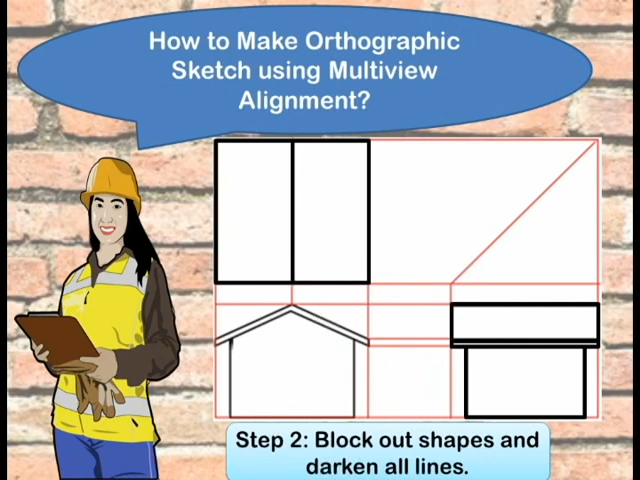 How to Make Orthographic
Sketch using Multiview
Alignment?
Step 2: Block out shapes and
darken all lines.